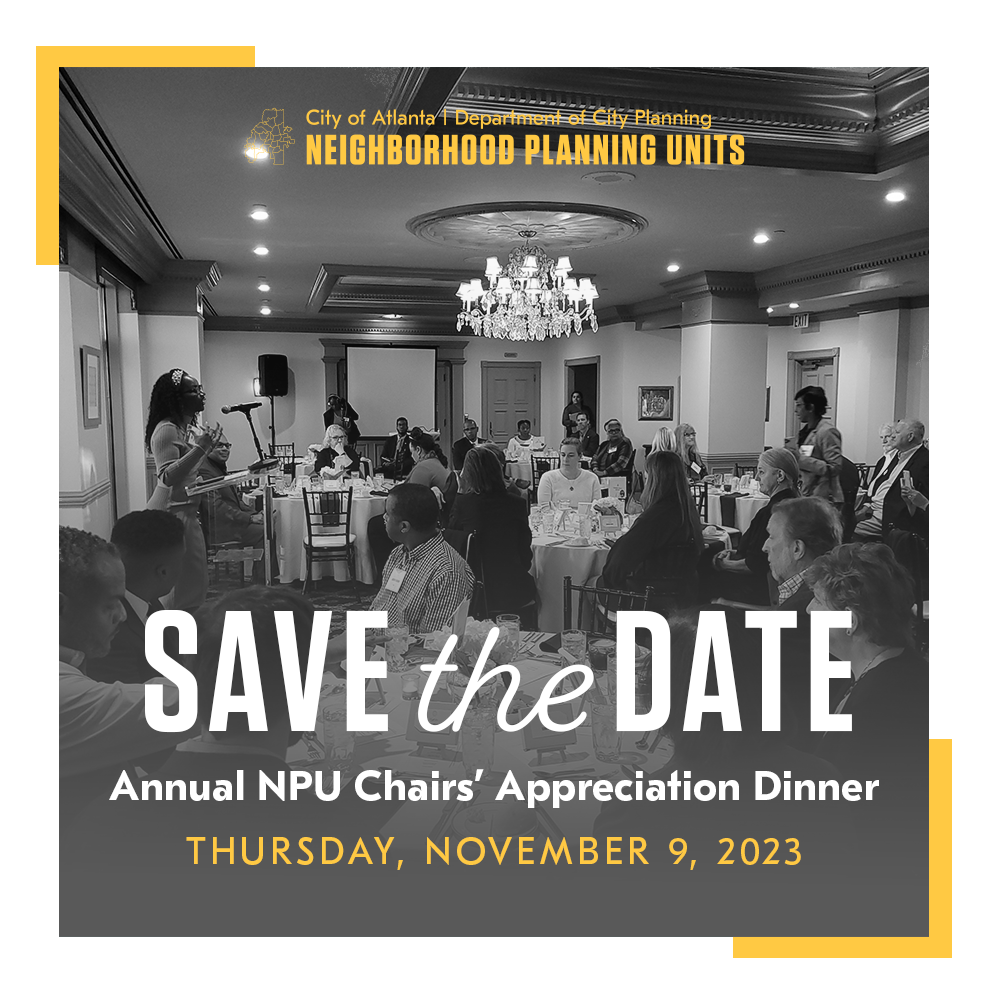 City of Atlanta | Department of City Planning
NEIGHBORHOOD PLANNING UNITS
EXIT
SAVE the DATE
Annual NPU Chairs' Appreciation Dinner
THURSDAY, NOVEMBER 9, 2023